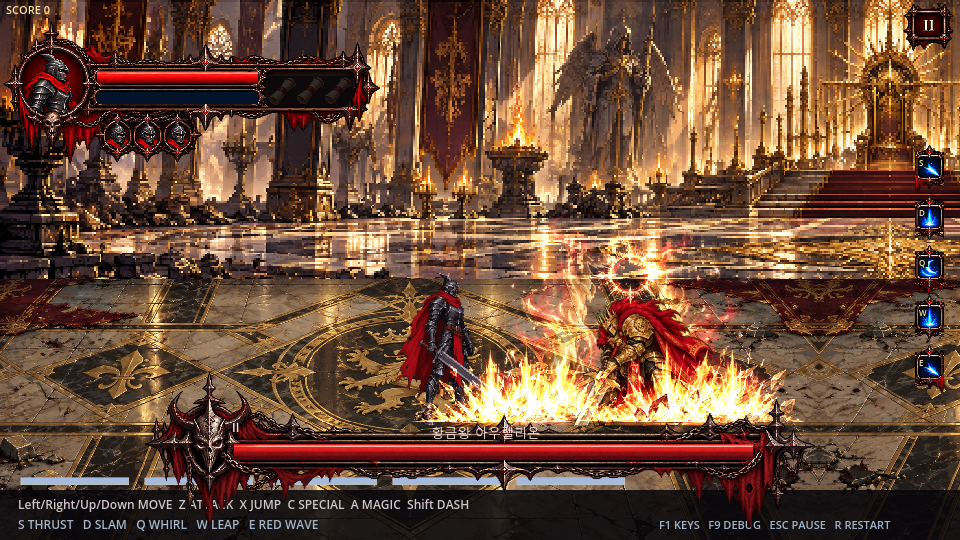 SCORE 0
II
D
Q
W
E
황금왕 아우렐리온
Left/Right/Up/Down MOVE Z ATTACK X JUMP C SPECIAL A MAGIC Shift DASH
S THRUST D SLAM Q WHIRL W LEAP E RED WAVE
F1 KEYS F9 DEBUG ESC PAUSE R RESTART